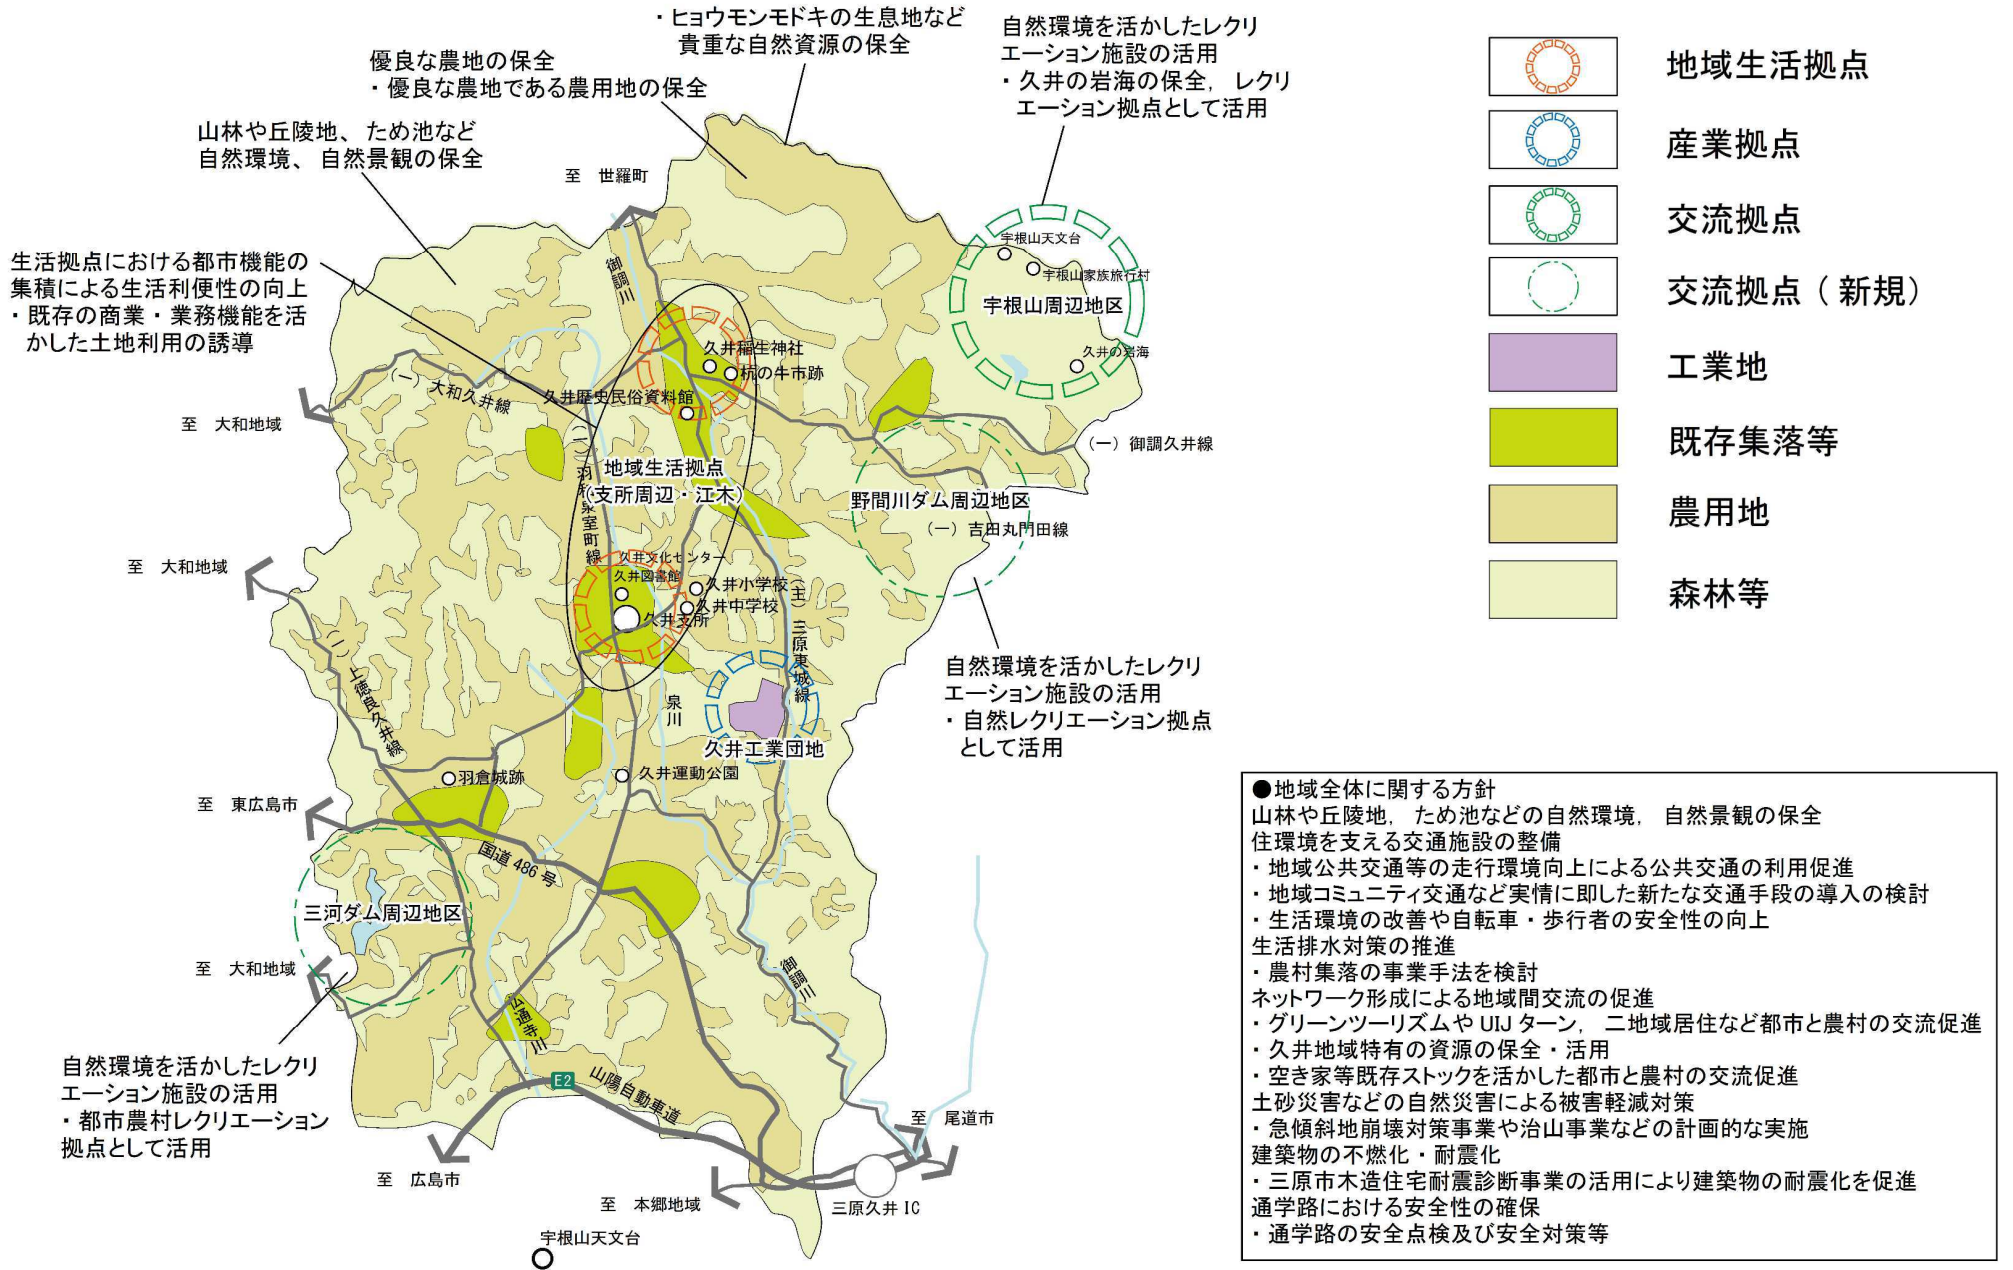 ・ヒョウモンモドキの生息地など
貴重な自然資源の保全
自然環境を活かしたレクリ
エーション施設の活用
・久井の岩海の保全，レクリ
エーション拠点として活用
優良な農地の保全
・優良な農地である農用地の保全
山林や丘陵地、ため池など
自然環境、自然景観の保全
生活拠点における都市機能の
集積による生活利便性の向上
・既存の商業・業務機能を活
かした土地利用の誘導
至 世羅町
御調川
宇根山天文台
宇根山家族旅行村
宇根山周辺地区
久井の岩海
久井稲生神社
杭の牛市跡
久井歴史民俗資料館
（一）大和久井線
至 大和地域
（一）御調久井線
（一）羽和泉室町線
地域生活拠点
（支所周辺・江木）
野間川ダム周辺地区
（一）吉田丸門田線
至 大和地域
久井文化センター
久井図書館
久井小学校
久井中学校
久井支所
（主）三原東城線
（一）上徳良久井線
泉川
久井工業団地
自然環境を活かしたレクリ
エーション施設の活用
・自然レクリエーション拠点
として活用
羽倉城跡
久井運動公園
至 東広島市
国道486号
三河ダム周辺地区
至 大和地域
御調川
仏通寺川
自然環境を活かしたレクリ
エーション施設の活用
・都市農村レクリエーション
拠点として活用
E2
山陽自動車道
至 尾道市
至 広島市
至 本郷地域
三原久井IC
宇根山天文台
地域生活拠点
産業拠点
交流拠点
交流拠点（新規）
工業地
既存集落等
農用地
森林等
●地域全体に関する方針
山林や丘陵地，ため池などの自然環境，自然景観の保全
住環境を支える交通施設の整備
・地域公共交通等の走行環境向上による公共交通の利用促進
・地域コミュニティ交通など実情に即した新たな交通手段の導入の検討
・生活環境の改善や自転車・歩行者の安全性の向上
生活排水対策の推進
・農村集落の事業手法を検討
ネットワーク形成による地域間交流の促進
・グリーンツーリズムやUIJターン，二地域居住など都市と農村の交流促進
・久井地域特有の資源の保全・活用
・空き家等既存ストックを活かした都市と農村の交流促進
土砂災害などの自然災害による被害軽減対策
・急傾斜地崩壊対策事業や治山事業などの計画的な実施
建築物の不燃化・耐震化
・三原市木造住宅耐震診断事業の活用により建築物の耐震化を促進
通学路における安全性の確保
・通学路の安全点検及び安全対策等